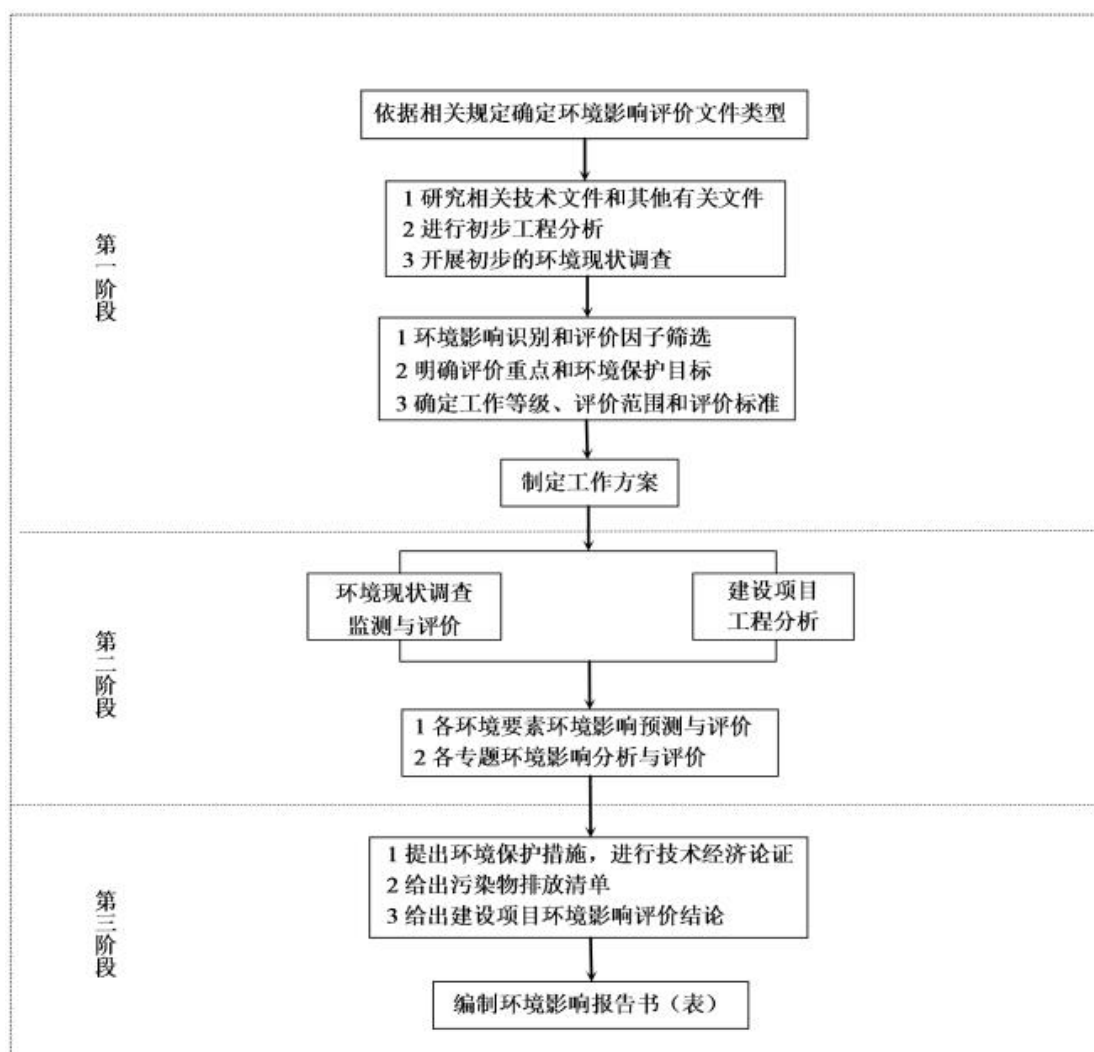 依据相关规定确定环境影响评价文件类型
1 研究相关技术文件和其他有关文件
2 进行初步工程分析
3 开展初步的环境现状调查
第一阶段
1 环境影响识别和评价因子筛选
2 明确评价重点和环境保护目标
3 确定工作等级、评价范围和评价标准
制定工作方案
环境现状调查
监测与评价
建设项目
工程分析
第二阶段
1 各环境要素环境影响预测与评价
2 各专题环境影响分析与评价
1 提出环境保护措施，进行技术经济论证
2 给出污染物排放清单
3 给出建设项目环境影响评价结论
第三阶段
编制环境影响报告书（表）